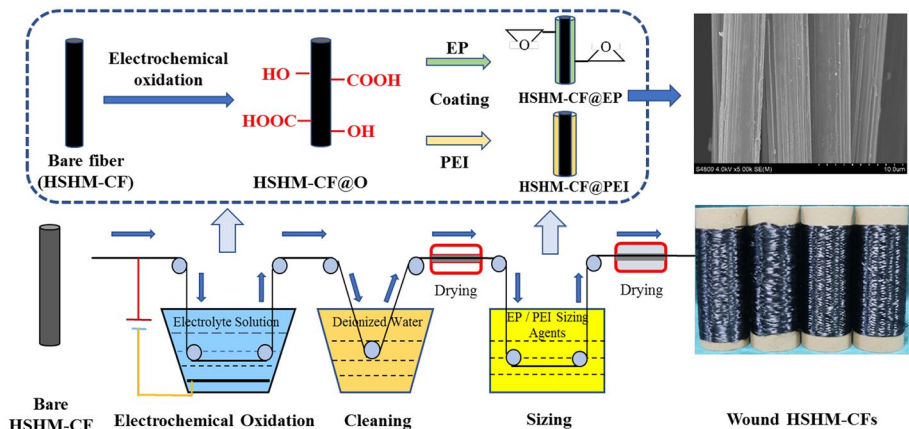 Electrochemical
oxidation
HO
COOH
HOOC
OH
Bare fiber
(HSHM-CF)
HSHM-CF@O
EP
Coating
PEI
O
O
HSHM-CF@EP
HSHM-CF@PEI
S4800 4.0kV x5.00k SE(M)
10.0um
Drying
Drying
Electrolyte Solution
Deionized Water
EP / PEI Sizing
Agents
Bare
HSHM-CF
Electrochemical Oxidation
Cleaning
Sizing
Wound HSHM-CFs